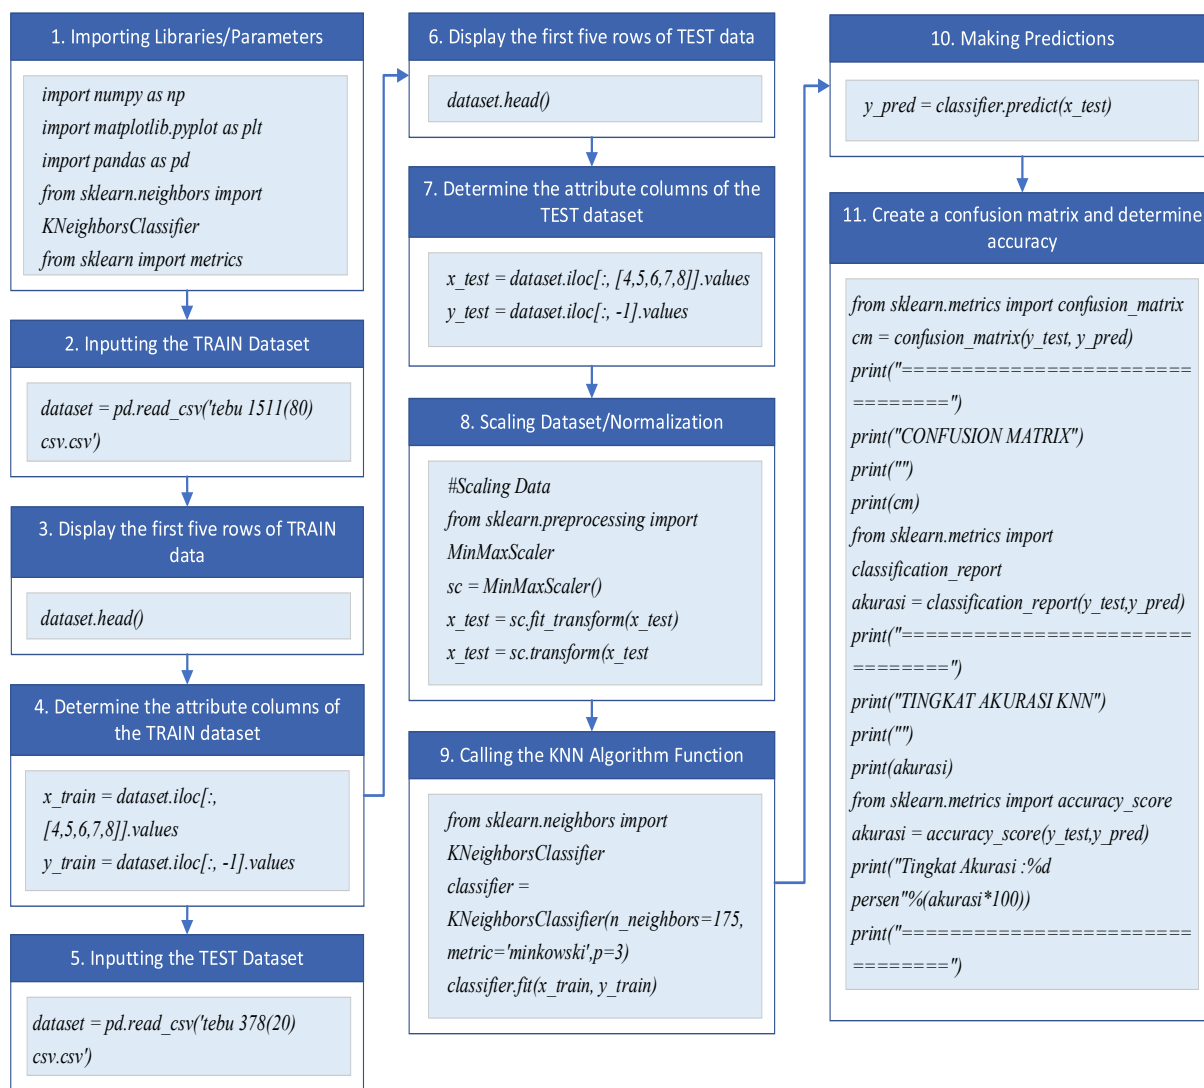 1. Importing Libraries/Parameters
import numpy as np
import matplotlib.pyplot as plt
import pandas as pd
from sklearn.neighbors import
KNeighborsClassifier
from sklearn import metrics
2. Inputting the TRAIN Dataset
dataset = pd.read_csv('tebu 1511(80)
csv.csv')
3. Display the first five rows of TRAIN
data
dataset.head()
4. Determine the attribute columns of
the TRAIN dataset
x_train = dataset.iloc[:,
[4,5,6,7,8]].values
y_train = dataset.iloc[:, -1].values
5. Inputting the TEST Dataset
dataset = pd.read_csv('tebu 378(20)
csv.csv')
6. Display the first five rows of TEST data
dataset.head()
7. Determine the attribute columns of the
TEST dataset
x_test = dataset.iloc[:, [4,5,6,7,8]].values
y_test = dataset.iloc[:, -1].values
8. Scaling Dataset/Normalization
#Scaling Data
from sklearn.preprocessing import
MinMaxScaler
sc = MinMaxScaler()
x_test = sc.fit_transform(x_test)
x_test = sc.transform(x_test
9. Calling the KNN Algorithm Function
from sklearn.neighbors import
KNeighborsClassifier
classifier =
KNeighborsClassifier(n_neighbors=175,
metric='minkowski',p=3)
classifier.fit(x_train, y_train)
10. Making Predictions
y_pred = classifier.predict(x_test)
11. Create a confusion matrix and determine
accuracy
from sklearn.metrics import confusion_matrix
cm = confusion_matrix(y_test, y_pred)
print("========================
========")
print("CONFUSION MATRIX")
print("")
print(cm)
from sklearn.metrics import
classification_report
akurasi = classification_report(y_test,y_pred)
print("========================
========")
print("TINGKAT AKURASI KNN")
print("")
print(akurasi)
from sklearn.metrics import accuracy_score
akurasi = accuracy_score(y_test,y_pred)
print("Tingkat Akurasi :%d
persen"%(akurasi*100))
print("========================
========")